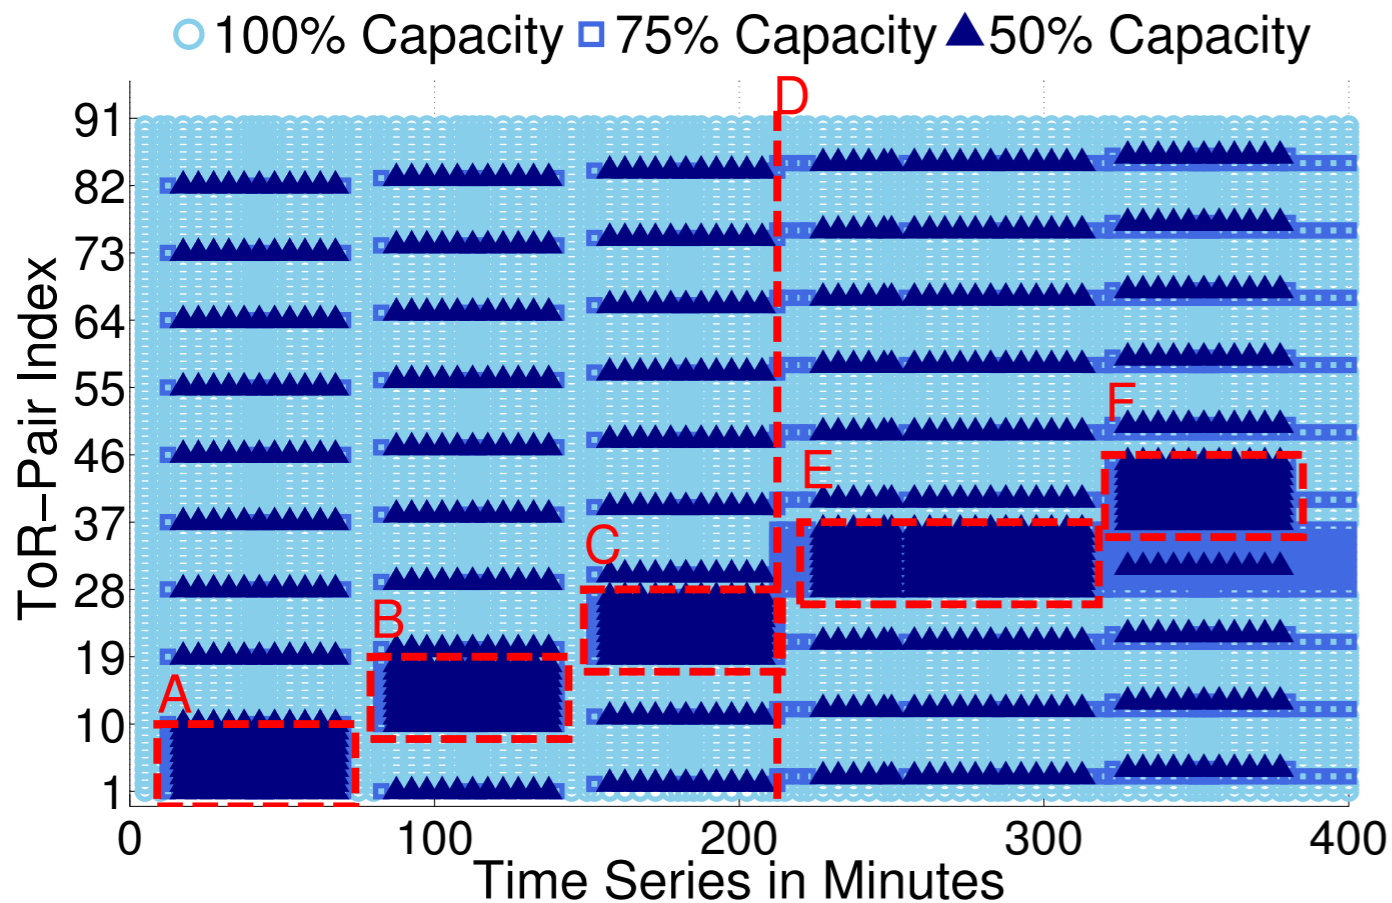 100% Capacity 75% Capacity 50% Capacity
D
91
82
73
64
55
46
37
28
19
10
1
ToR-Pair Index
A
B
C
E
F
0 100 200 300 400
Time Series in Minutes